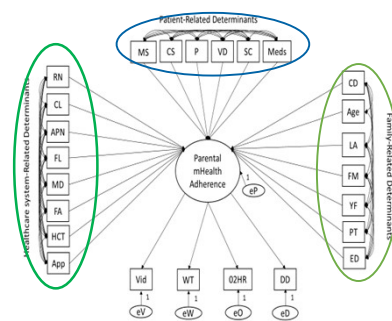 Patient-Related Determinants
MS CS P VD SC Meds
Healthcare system-Related Determinants
RN
CL
APN
FL
MD
FA
HCT
App
Parental
mHealth
Adherence
1
eP
CD
Age
LA
FM
YF
PT
ED
Family-Related Determinants
Vid WT 02HR DD
1 1 1 1
eV eW eO eD